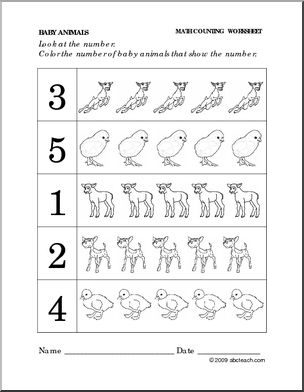 BABY ANIMALS MATH COUNTING WORKSHEET
Look at the number.
Color the number of baby animals that show the number.
3
5
1
2
4
Name Date
© 2009 abcteach.com